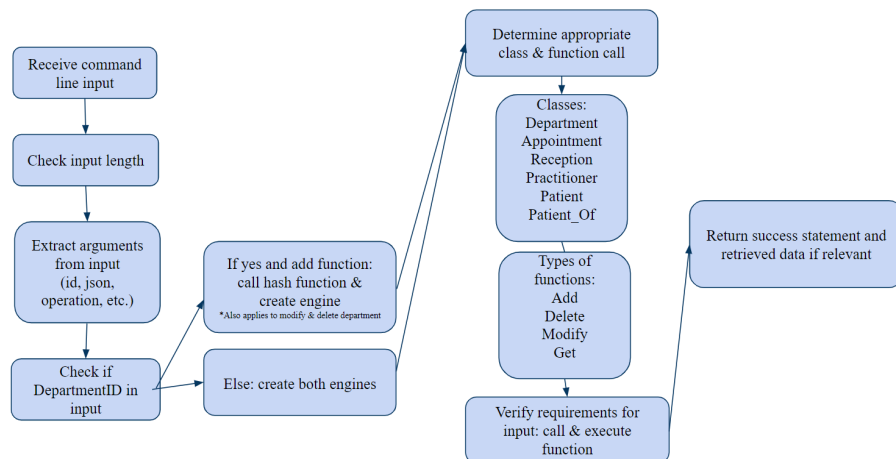 Receive command
line input
Check input length
Extract arguments
from input
(id, json,
operation, etc.)
Check if
DepartmentID in
input
If yes and add function:
call hash function &
create engine
*Also applies to modify & delete department
Else: create both engines
Determine appropriate
class & function call
Classes:
Department
Appointment
Reception
Practitioner
Patient
Patient_Of
Types of
functions:
Add
Delete
Modify
Get
Verify requirements for
input: call & execute
function
Return success statement and
retrieved data if relevant